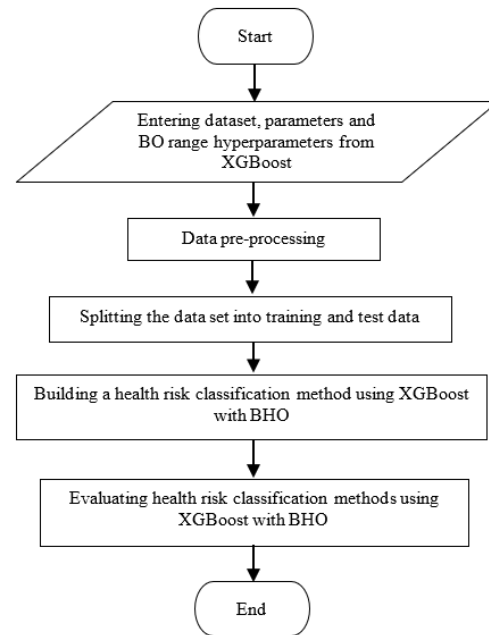 Start
Entering dataset, parameters and
BO range hyperparameters from
XGBoost
Data pre-processing
Splitting the data set into training and test data
Building a health risk classification method using XGBoost
with BHO
Evaluating health risk classification methods using
XGBoost with BHO
End